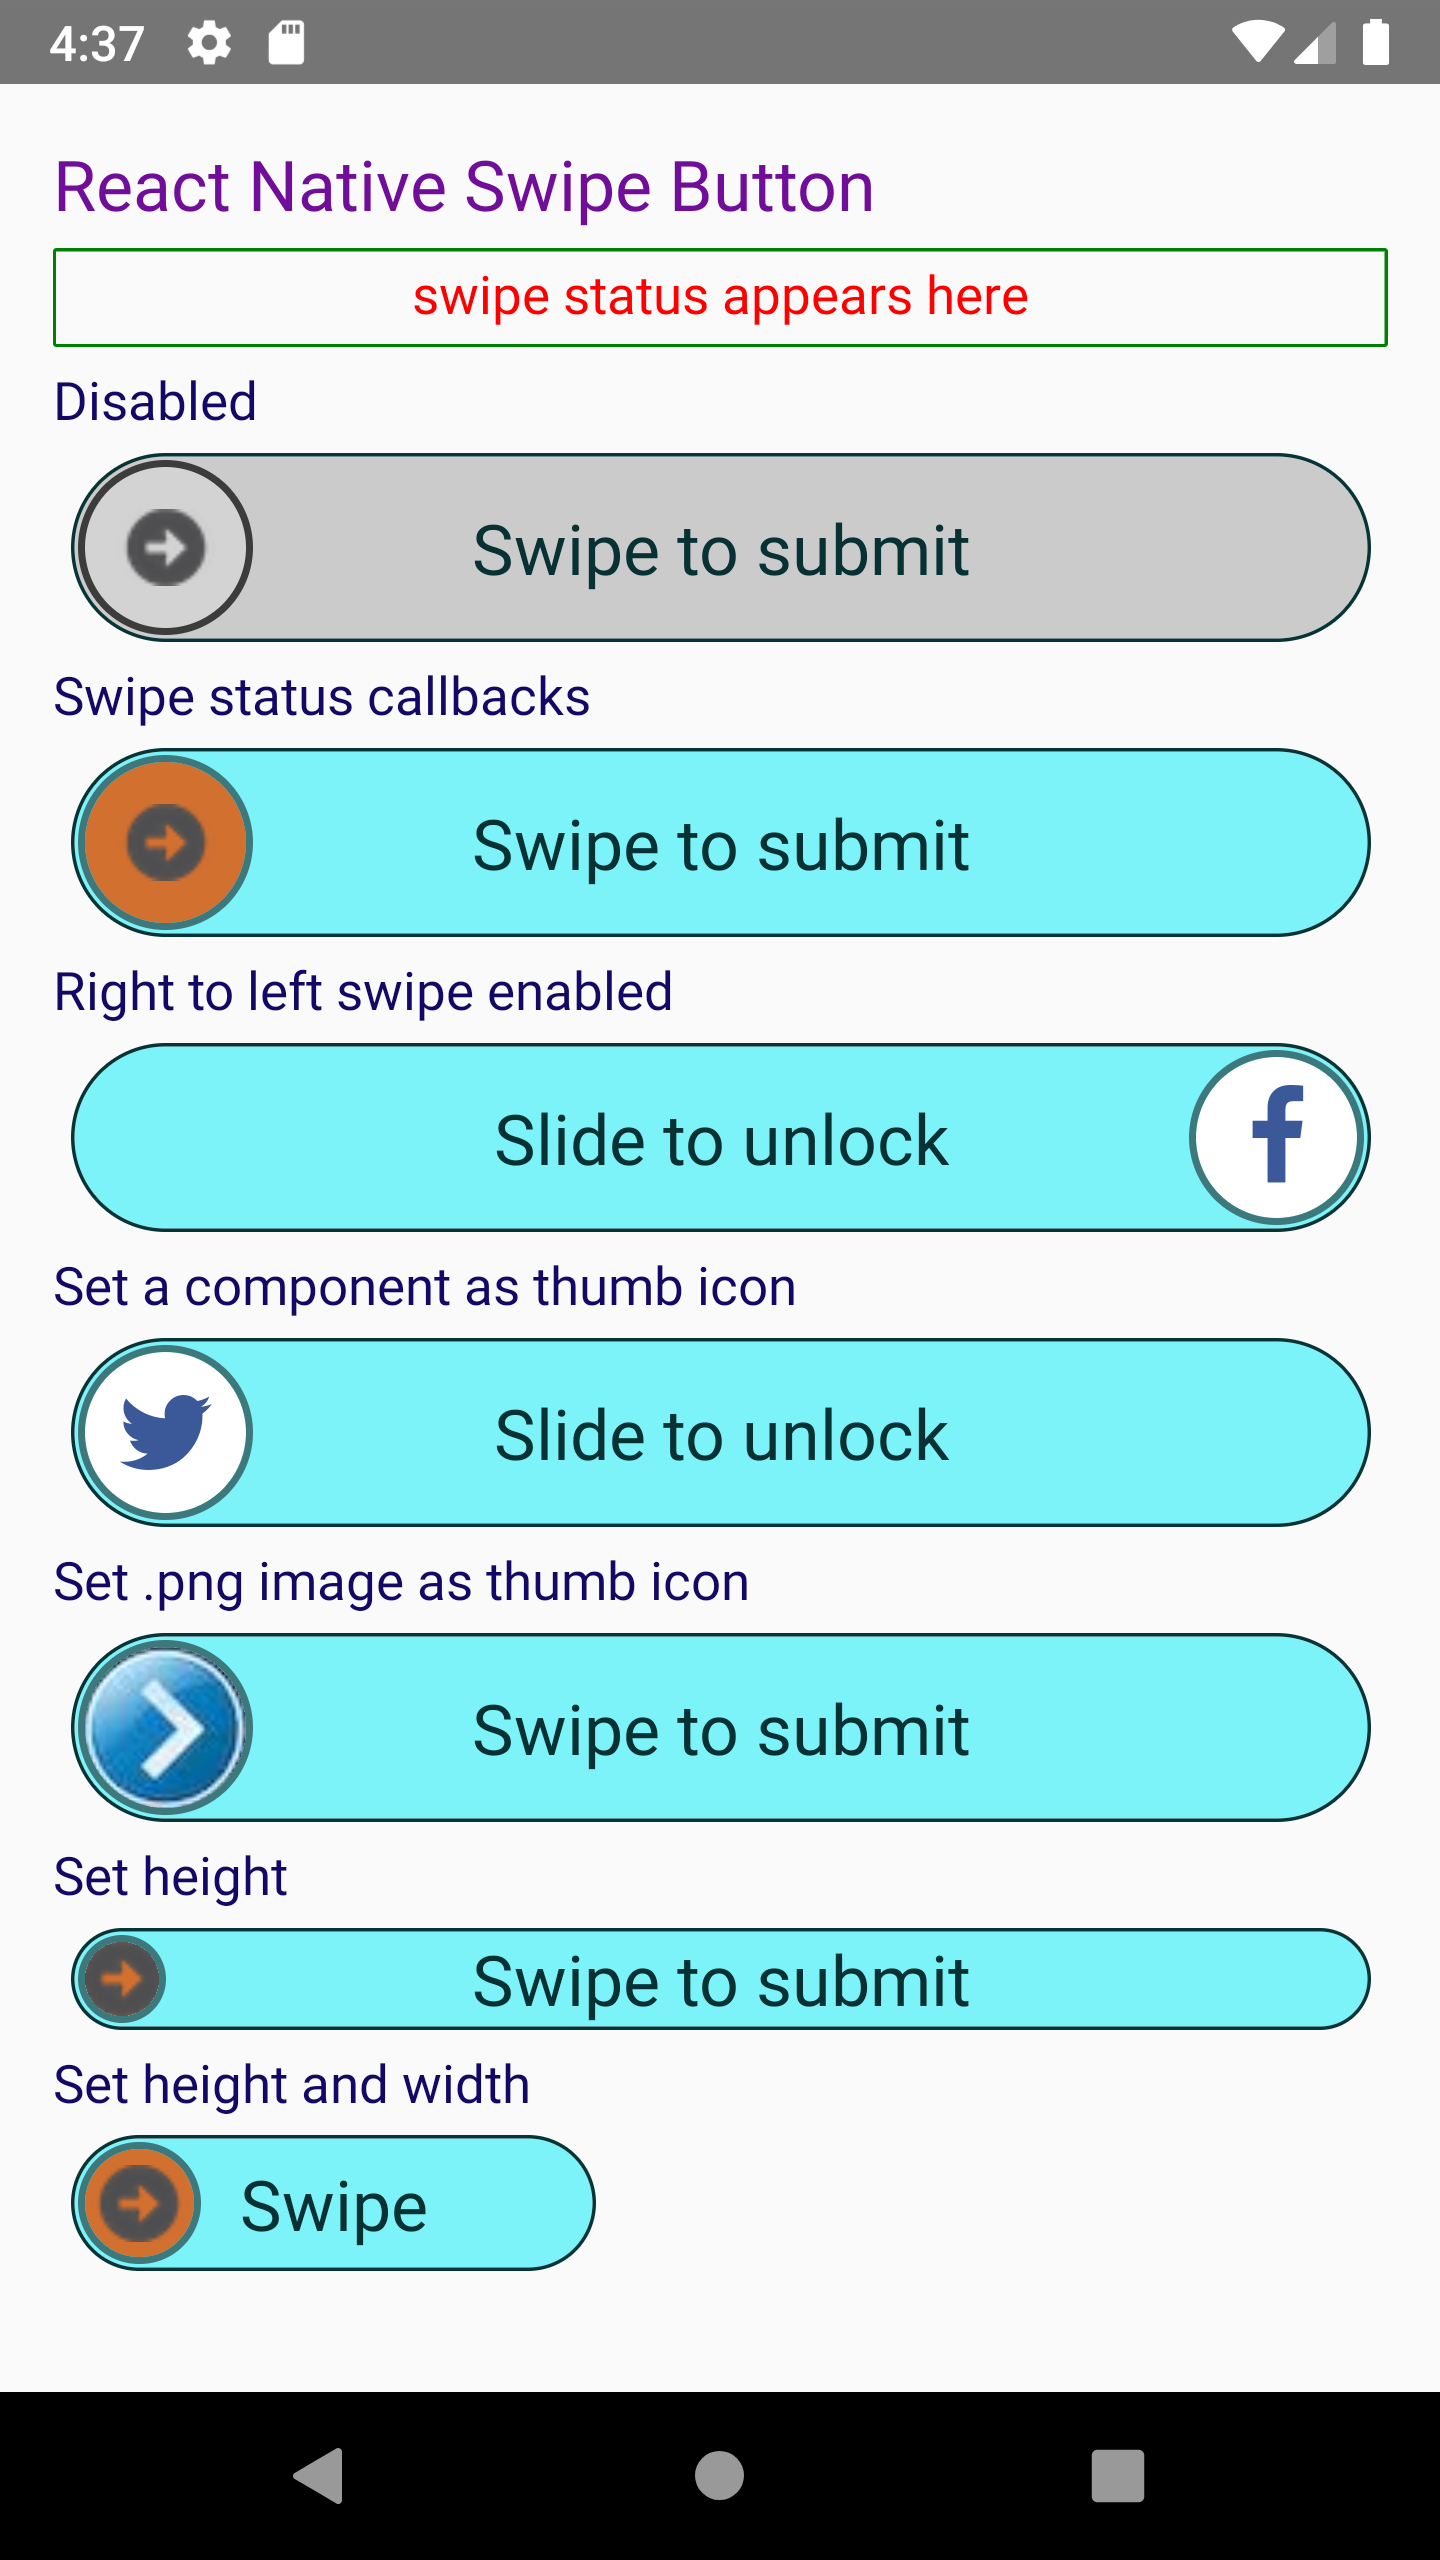 4:37
React Native Swipe Button
swipe status appears here
Disabled
Swipe to submit
Swipe status callbacks
Swipe to submit
Right to left swipe enabled
Slide to unlock
Set a component as thumb icon
Slide to unlock
Set .png image as thumb icon
Swipe to submit
Set height
Swipe to submit
Set height and width
Swipe